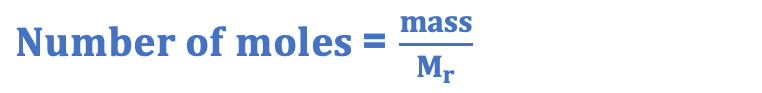 Number of moles = mass / Mᵣ